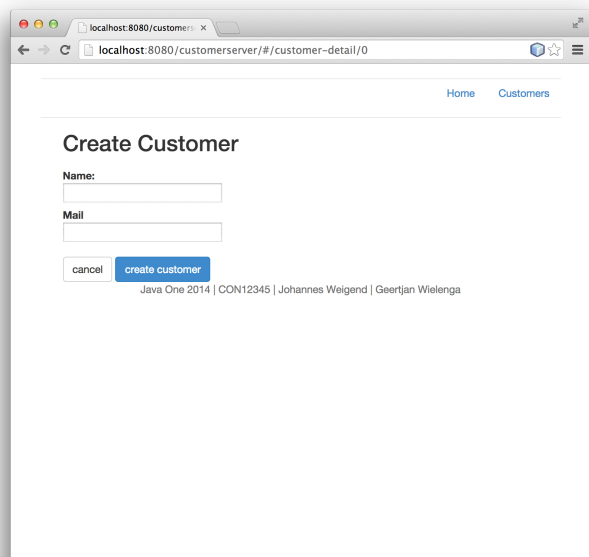 localhost:8080/customers
localhost:8080/customerserver/#/customer-detail/0
Home Customers
Create Customer
Name:
Mail
cancel create customer
Java One 2014 | CON12345 | Johannes Weigend | Geertjan Wielenga